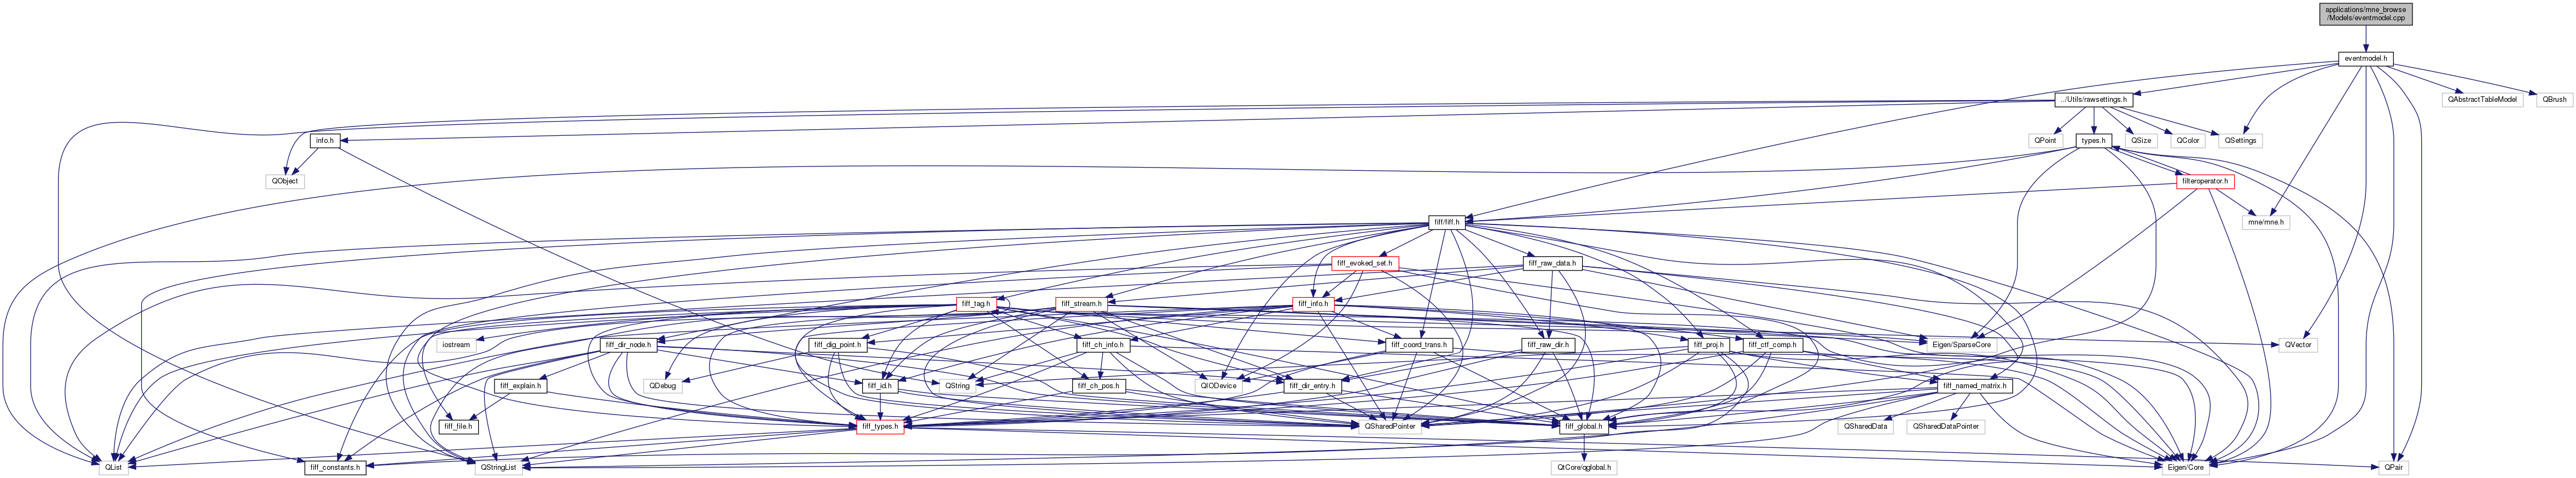 applications/mne_browse
/Models/eventmodel.cpp
eventmodel.h
.../Utils/rawsettings.h
QAbstractTableModel
QBrush
info.h
QPoint
types.h
QSize
QColor
QSettings
QObject
filteroperator.h
fiff/fiff.h
mne/mne.h
fiff_evoked_set.h
fiff_raw_data.h
fiff_tag.h
fiff_stream.h
fiff_info.h
iostream
fiff_dir_node.h
fiff_dig_point.h
fiff_ch_info.h
fiff_coord_trans.h
fiff_raw_dir.h
fiff_proj.h
fiff_ctf_comp.h
Eigen/SparseCore
QVector
fiff_explain.h
QDebug
fiff_id.h
QString
fiff_ch_pos.h
QIODevice
fiff_dir_entry.h
fiff_named_matrix.h
fiff_file.h
fiff_types.h
QSharedPointer
fiff_global.h
QSharedData
QSharedDataPointer
QList
fiff_constants.h
QStringList
QtCore/qglobal.h
Eigen/Core
QPair